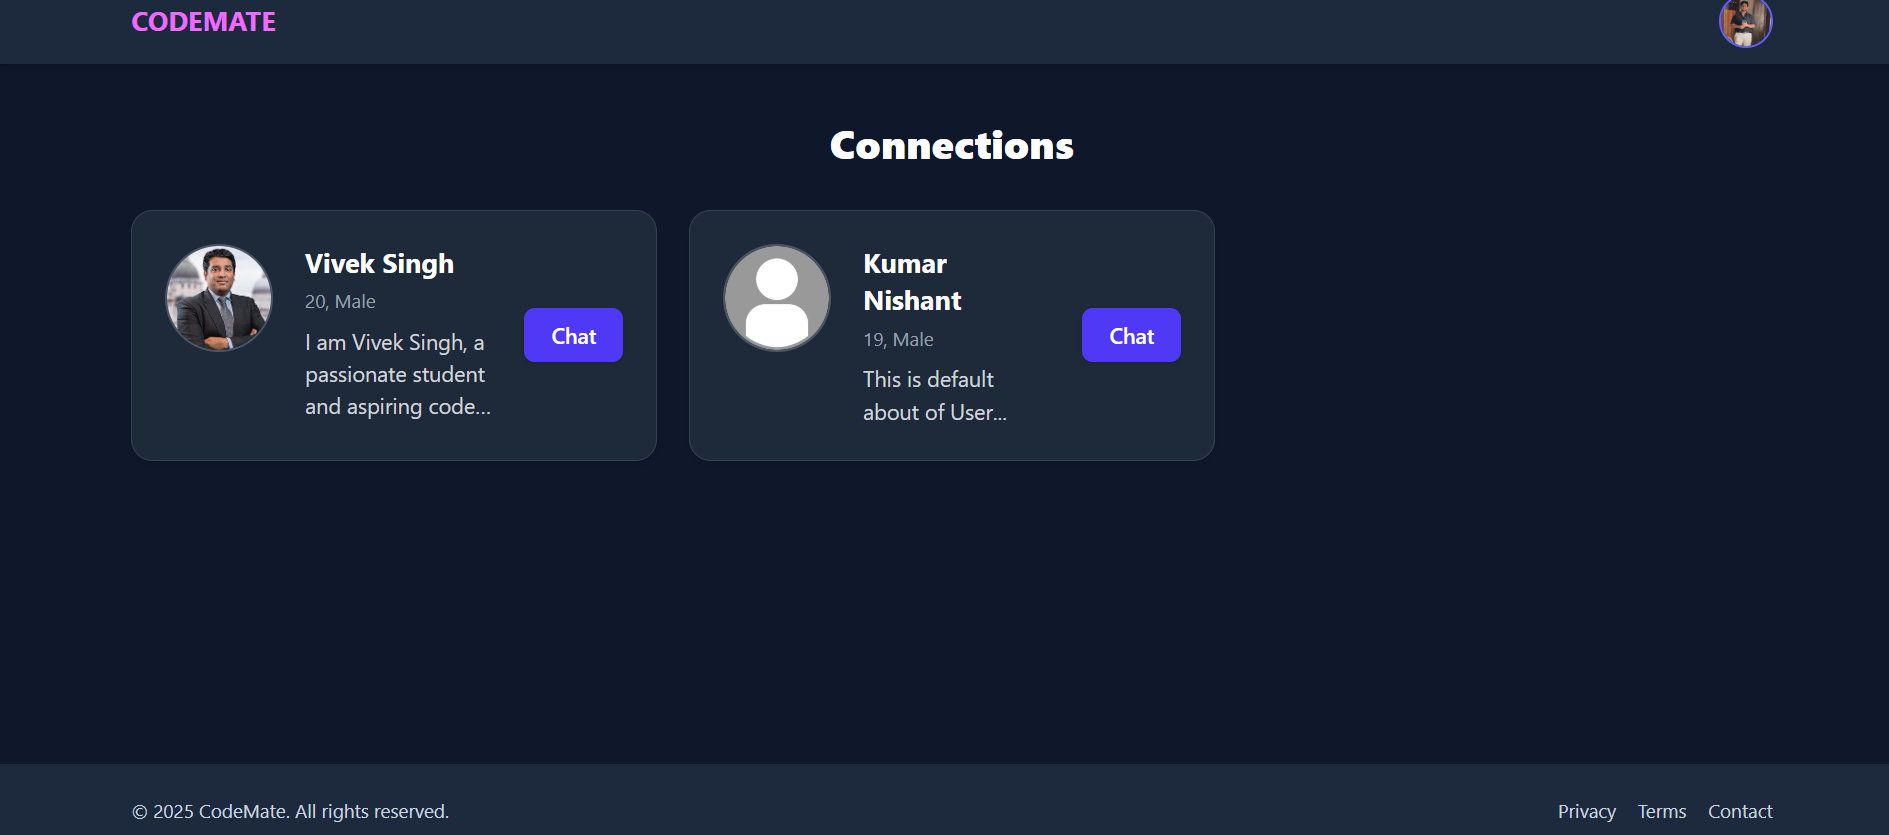 CODEMATE
Connections
Vivek Singh
20, Male
I am Vivek Singh, a
passionate student
and aspiring code...
Chat
Kumar
Nishant
19, Male
This is default
about of User...
Chat
© 2025 CodeMate. All rights reserved.
Privacy Terms Contact